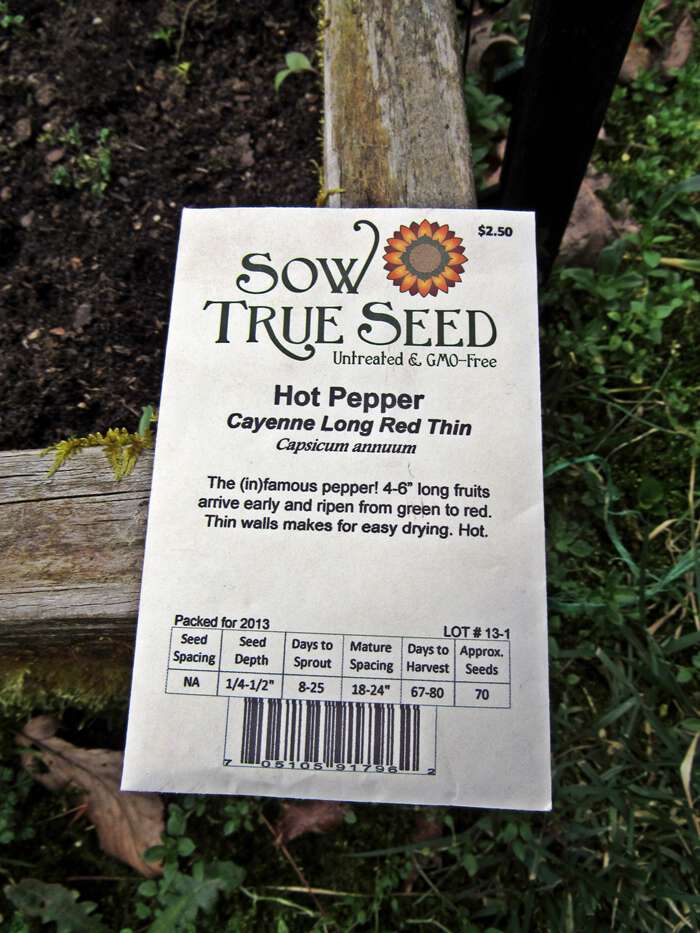 $2.50
SOW
TRUE SEED
Untreated & GMO-Free
Hot Pepper
Cayenne Long Red Thin
Capsicum annuum
The (in)famous pepper! 4-6" long fruits
arrive early and ripen from green to red.
Thin walls makes for easy drying. Hot.
Packed for 2013 LOT # 13-1
Seed Spacing Seed Depth Days to Sprout Mature Spacing Days to Harvest Approx. Seeds
NA 1/4-1/2" 8-25 18-24" 67-80 70
7 05105 91796 2